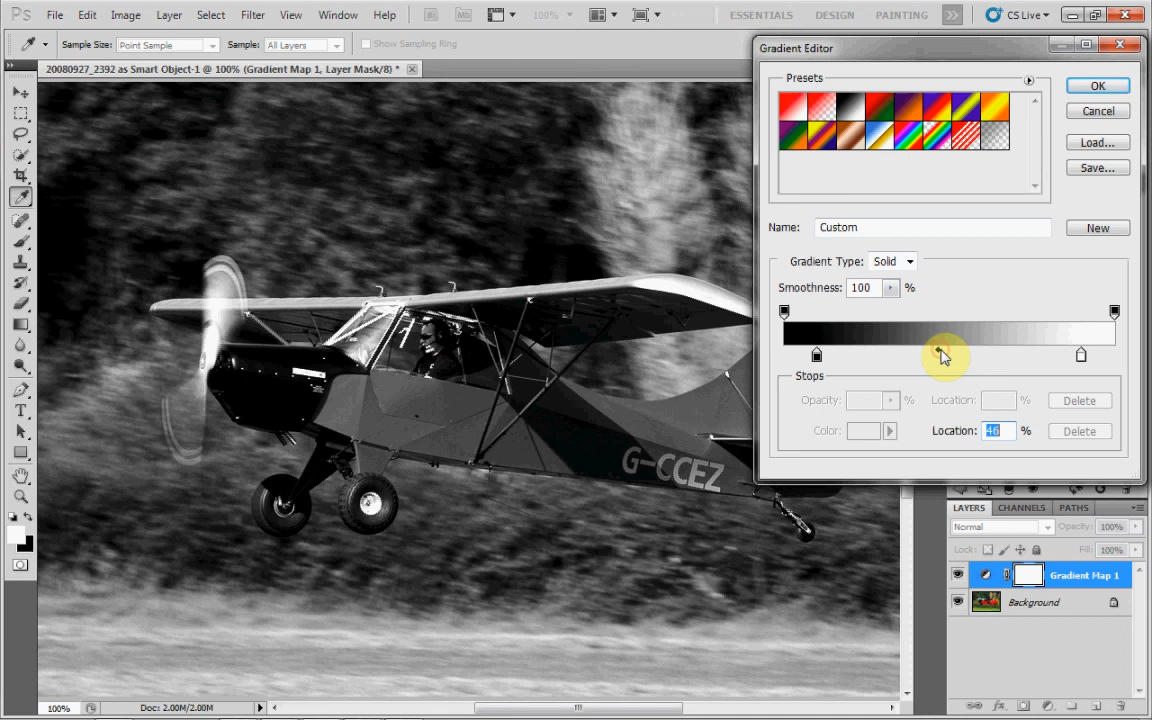 Ps File Edit Image Layer Select Filter View Window Help Br Mb 100% ESSENTIALS DESIGN PAINTING CS Live
Sample Size: Point Sample Sample: All Layers Show Sampling Ring
20080927_2392 as Smart Object-1 @ 100% (Gradient Map 1, Layer Mask/8) *
Gradient Editor
Presets
OK
Cancel
Load...
Save...
Name: Custom New
Gradient Type: Solid
Smoothness: 100 %
Stops
Opacity: % Location: % Delete
Color: Location: 46 % Delete
G-CCEZ
LAYERS CHANNELS PATHS
Normal Opacity: 100%
Lock: Fill: 100%
Gradient Map 1
Background
100% Doc: 2.00M/2.00M